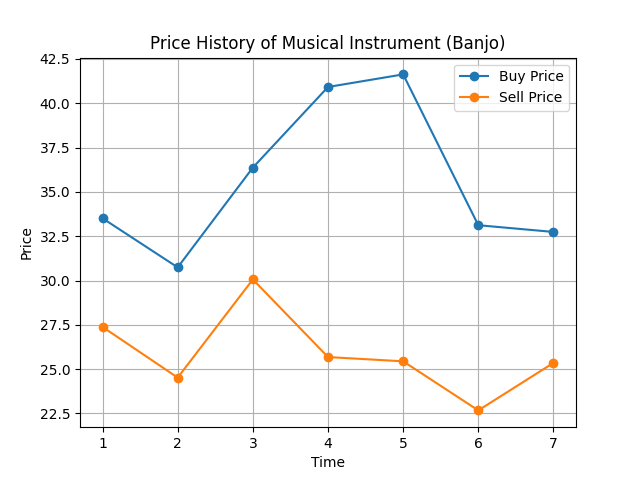 Price History of Musical Instrument (Banjo)
42.5
40.0
37.5
35.0
32.5
30.0
27.5
25.0
22.5
Price
Buy Price
Sell Price
1 2 3 4 5 6 7
Time